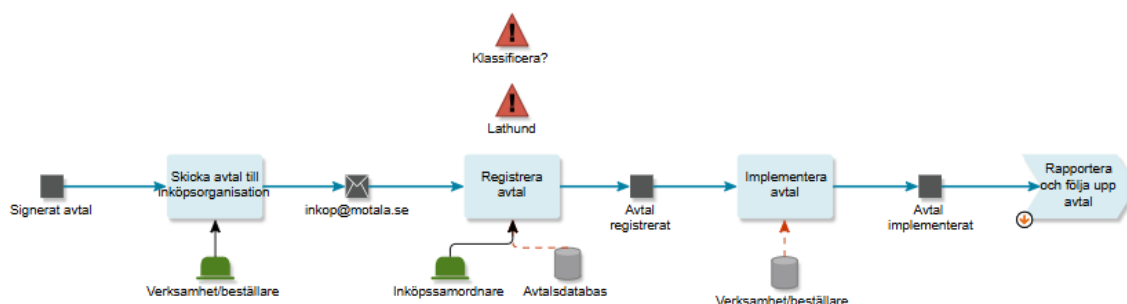 Klassificera?
Lathund
Signerat avtal
Skicka avtal till
inköpsorganisation
inkop@motala.se
Registrera
avtal
Avtal
registrerat
Implementera
avtal
Avtal
implementerat
Rapportera
och följa upp
avtal
Verksamhet/beställare
Inköpssamordnare
Avtalsdatabas
Verksamhet/beställare